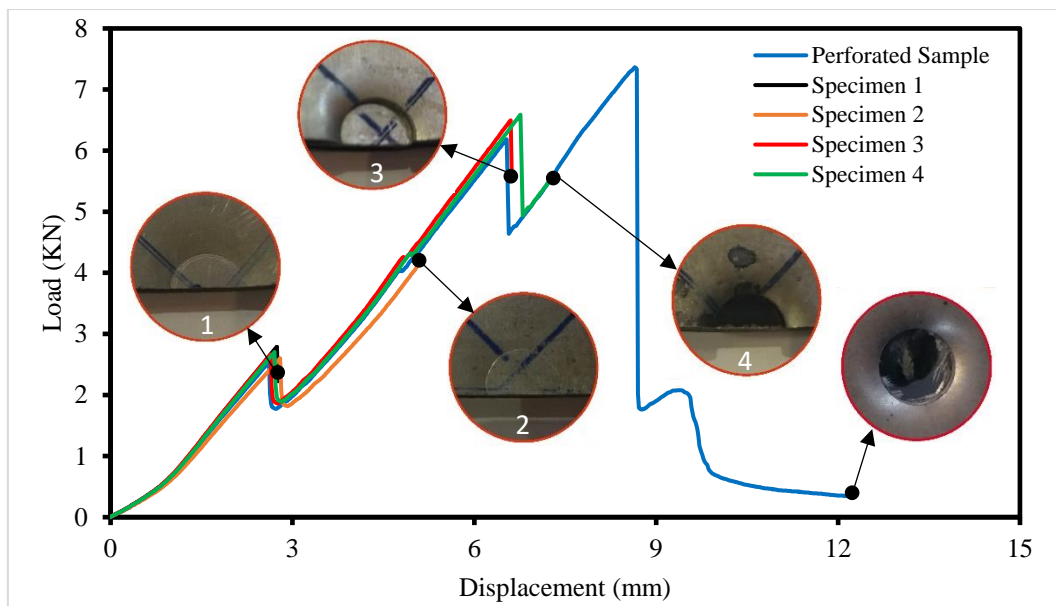 8
7
6
5
4
3
2
1
0
Load (KN)
0
3
6
9
12
15
Displacement (mm)
Perforated Sample
Specimen 1
Specimen 2
Specimen 3
Specimen 4
3
1
2
4